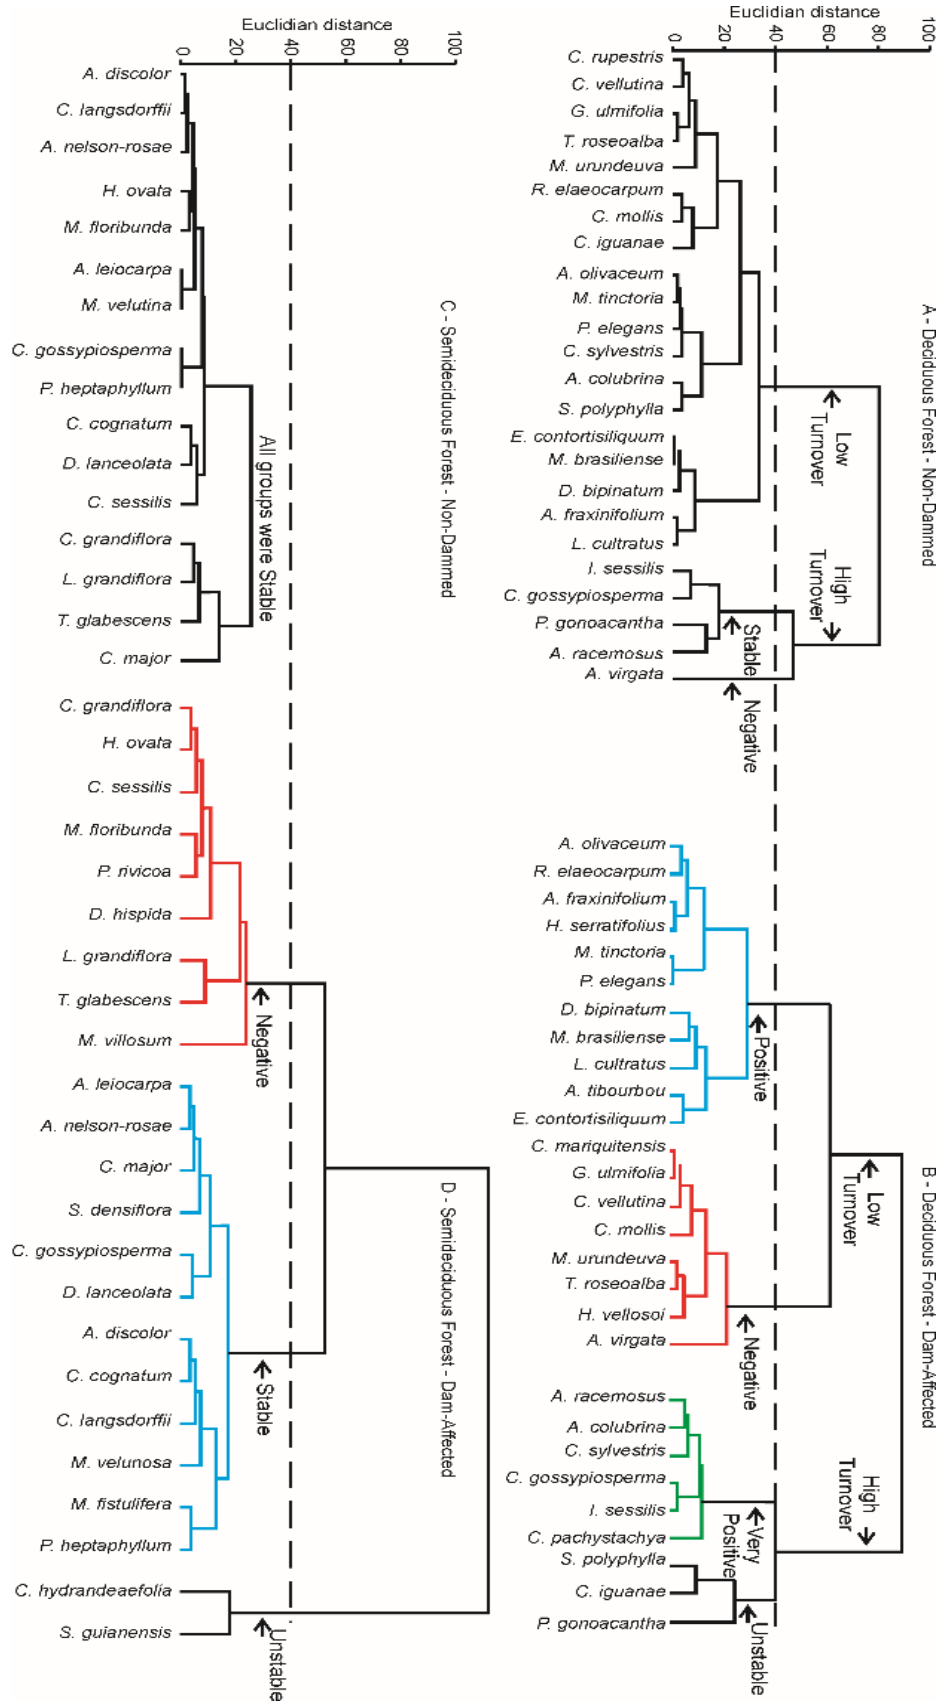 Euclidian distance
0
20
40
60
80
100
A - Deciduous Forest - Non-Dammed
C. rupestris
C. vellutina
G. ulmifolia
T. roseoalba
M. urundeuva
R. elaeocarpum
C. mollis
C. iguanae
A. olivaceum
M. tinctoria
P. elegans
C. sylvestris
A. colubrina
S. polyphylla
E. contortisiliquum
M. brasiliense
D. bipinatum
A. fraxinifolium
L. cultratus
I. sessilis
C. gossypiosperma
P. gonoacantha
A. racemosus
A. virgata
Low
Turnover
High
Turnover
Stable
Negative
B - Deciduous Forest - Dam-Affected
A. olivaceum
R. elaeocarpum
A. fraxinifolium
H. serratifolius
M. tinctoria
P. elegans
D. bipinatum
M. brasiliense
L. cultratus
A. tibourbou
E. contortisiliquum
C. mariquitensis
G. ulmifolia
C. vellutina
C. mollis
M. urundeuva
T. roseoalba
H. vellosoi
A. virgata
A. racemosus
A. colubrina
C. sylvestris
C. gossypiosperma
I. sessilis
C. pachystachya
S. polyphylla
C. iguanae
P. gonoacantha
Low
Turnover
High
Turnover
Positive
Negative
Very
Positive
Unstable
Euclidian distance
0
20
40
60
80
100
C - Semideciduous Forest - Non-Dammed
A. discolor
C. langsdorffii
A. nelson-rosae
H. ovata
M. floribunda
A. leiocarpa
M. velutina
C. gossypiosperma
P. heptaphyllum
C. cognatum
D. lanceolata
C. sessilis
C. grandiflora
L. grandiflora
T. glabescens
C. major
All groups were Stable
D - Semideciduous Forest - Dam-Affected
C. grandiflora
H. ovata
C. sessilis
M. floribunda
P. rivicoa
D. hispida
L. grandiflora
T. glabescens
M. villosum
A. leiocarpa
A. nelson-rosae
C. major
S. densiflora
C. gossypiosperma
D. lanceolata
A. discolor
C. cognatum
C. langsdorffii
M. velunosa
M. fistulifera
P. heptaphyllum
C. hydrandeaefolia
S. guianensis
Negative
Stable
Unstable